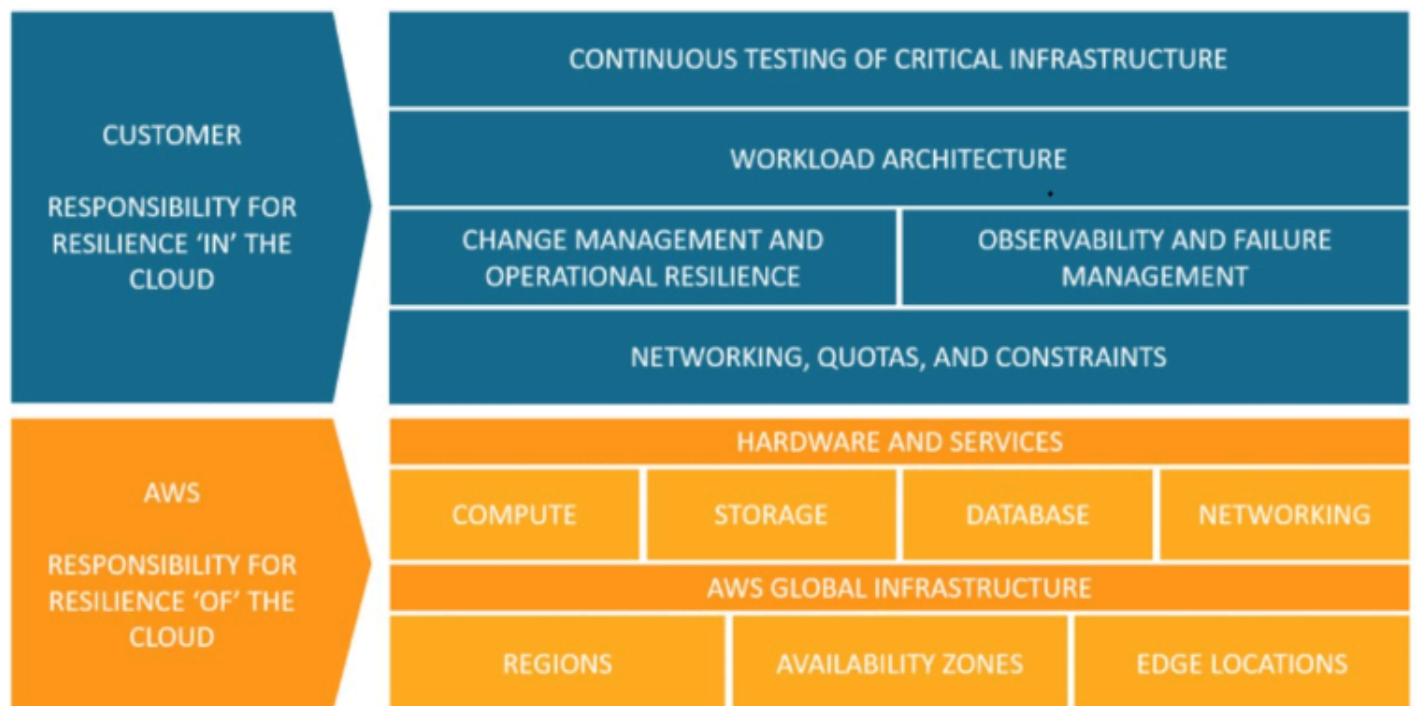 CUSTOMER
RESPONSIBILITY FOR
RESILIENCE ‘IN’ THE
CLOUD
CONTINUOUS TESTING OF CRITICAL INFRASTRUCTURE
WORKLOAD ARCHITECTURE
CHANGE MANAGEMENT AND
OPERATIONAL RESILIENCE
OBSERVABILITY AND FAILURE
MANAGEMENT
NETWORKING, QUOTAS, AND CONSTRAINTS
AWS
RESPONSIBILITY FOR
RESILIENCE ‘OF’ THE
CLOUD
HARDWARE AND SERVICES
COMPUTE
STORAGE
DATABASE
NETWORKING
AWS GLOBAL INFRASTRUCTURE
REGIONS
AVAILABILITY ZONES
EDGE LOCATIONS